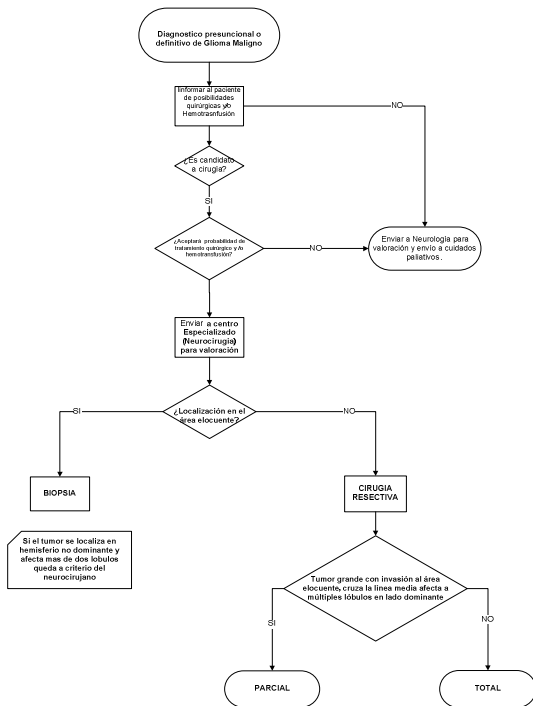 Diagnostico presuncional o
definitivo de Glioma Maligno
Iinformar al paciente
de posibilidades
quirúrgicas y/o
Hemotrasnfusión
NO
¿Es candidato
a cirugía?
SI
¿Aceptará probabilidad de
tratamiento quirúrgico y /o
hemotransfusión?
NO
Enviar a Neurología para
valoración y envío a cuidados
paliativos.
Enviar a centro
Especializado
(Neurocirugía)
para valoración
¿Localización en el
área elocuente?
SI
NO
BIOPSIA
CIRUGIA
RESECTIVA
Si el tumor se localiza en
hemisferio no dominante y
afecta mas de dos lobulos
queda a criterio del
neurocirujano
Tumor grande con invasión al área
elocuente, cruza la línea media afecta a
múltiples lóbulos en lado dominante
SI
NO
PARCIAL
TOTAL